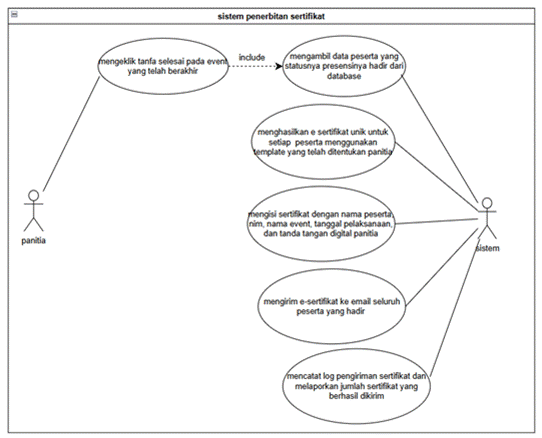 sistem penerbitan sertifikat
mengeklik tanfa selesai pada event
yang telah berakhir
include
mengambil data peserta yang
statusnya presensinya hadir dari
database
menghasilkan e sertifikat unik untuk
setiap peserta menggunakan
template yang telah ditentukan panitia
mengisi sertifikat dengan nama peserta,
nim, nama event, tanggal pelaksanaan,
dan tanda tangan digital panitia
panitia
sistem
mengirim e-sertifikat ke email seluruh
peserta yang hadir
mencatat log pengiriman sertifikat dan
melaporkan jumlah sertifikat yang
berhasil dikirim